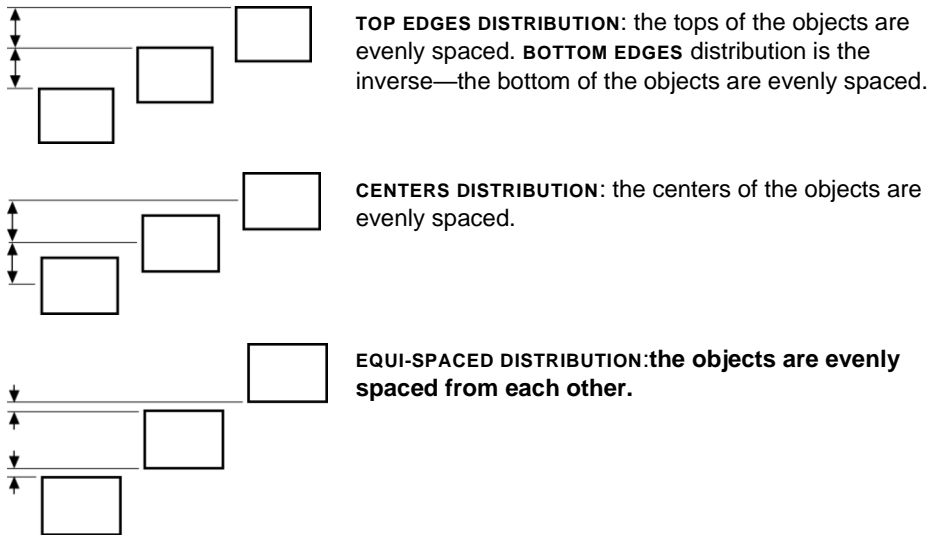 TOP EDGES DISTRIBUTION: the tops of the objects are
evenly spaced. BOTTOM EDGES distribution is the
inverse—the bottom of the objects are evenly spaced.
CENTERS DISTRIBUTION: the centers of the objects are
evenly spaced.
EQUI-SPACED DISTRIBUTION:the objects are evenly
spaced from each other.